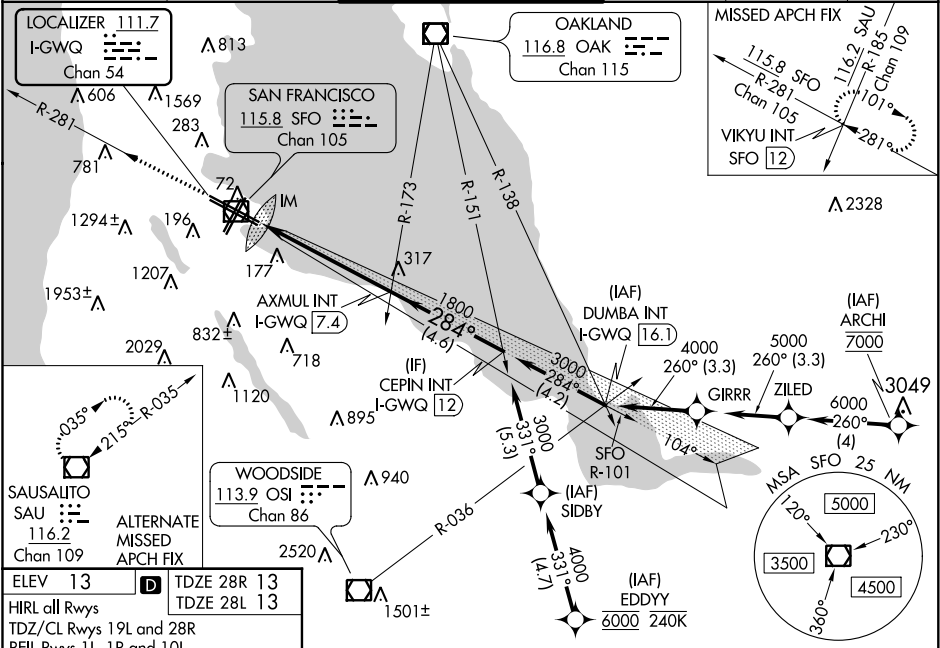 LOCALIZER 111.7
I-GWQ
Chan 54
OAKLAND
116.8 OAK
Chan 115
MISSED APCH FIX
116.2 SAU
R-185
Chan 109
115.8 SFO
R-281
Chan 105
101°
281°
VIKYU INT
SFO 12
813
606
1569
283
R-281
SAN FRANCISCO
115.8 SFO
Chan 105
781
72
IM
R-173
R-151
R-138
2328
1294±
196
177
317
1207
1953±
AXMUL INT
I-GWQ 7.4
1800
284°
(4.6)
(IAF)
DUMBA INT
I-GWQ 16.1
(IAF)
ARCHI
7000
832±
718
2029
(IF)
CEPIN INT
I-GWQ 12
3000
284°
(4.2)
4000
260° (3.3)
5000
260° (3.3)
GIRRR
ZILED
3049
6000
260°
(4)
1120
895
035°
R-035
215°
3000
331°
(5.3)
SFO
R-101
104°
SAUSALITO
SAU
116.2
Chan 109
ALTERNATE
MISSED
APCH FIX
WOODSIDE
113.9 OSI
Chan 86
940
R-036
(IAF)
SIDBY
MSA SFO 25 NM
120°
5000
230°
3500
4500
360°
2520
1501±
4000
331°
(4.7)
(IAF)
EDDYY
6000 240K
ELEV 13
D
TDZE 28R 13
TDZE 28L 13
HIRL all Rwys
TDZ/CL Rwys 19L and 28R
REIL Rwys 1L, 1R and 10L